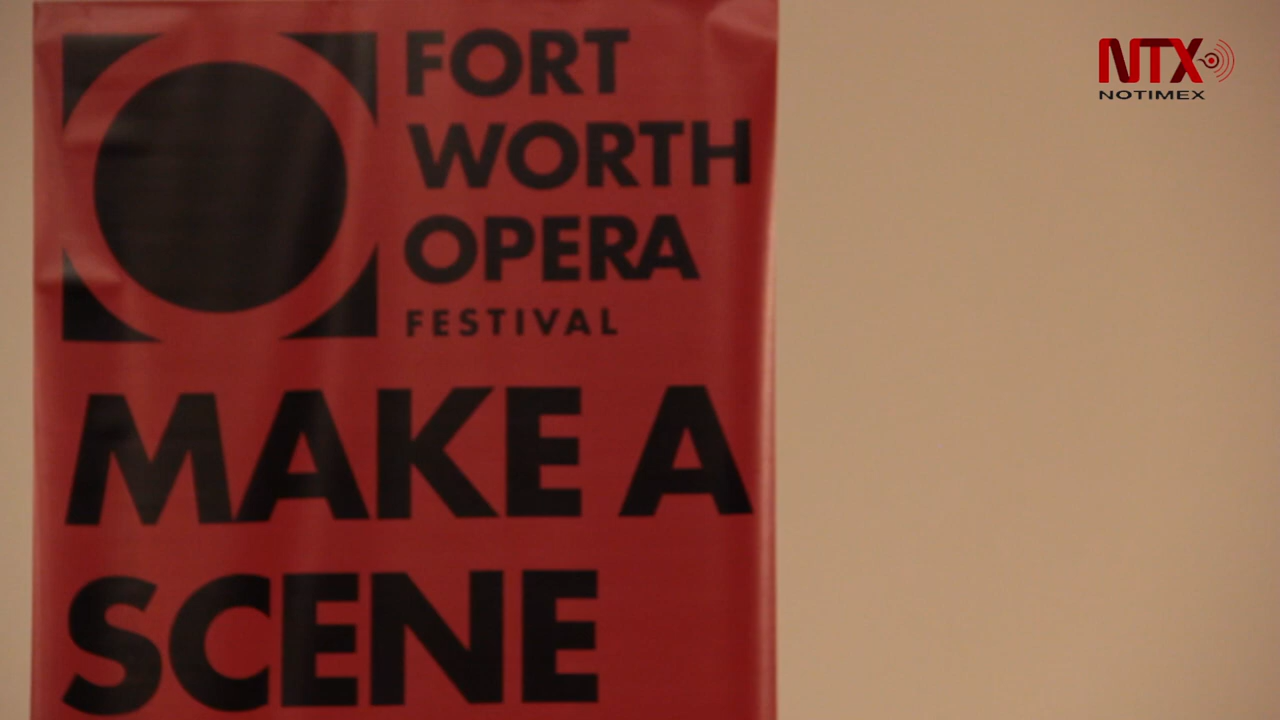 FORT
WORTH
OPERA
FESTIVAL
MAKE A
SCENE
NTX
NOTIMEX